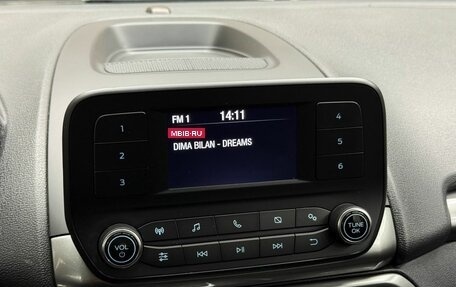 FM 1
14:11
MBIB.RU
DIMA BILAN - DREAMS
1
2
3
4
5
6
VOL
TUNE
OK